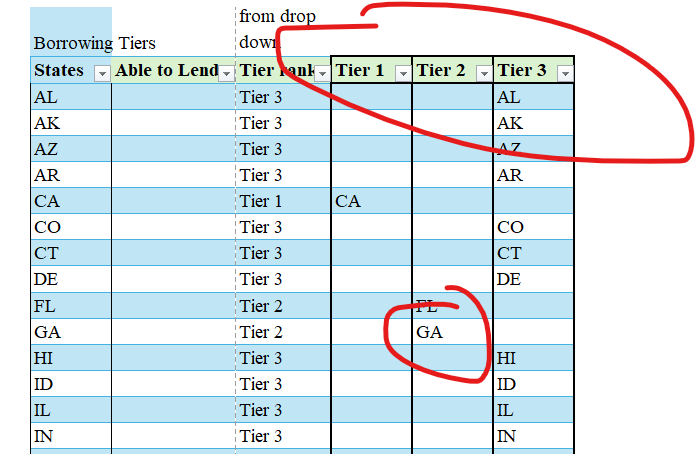 from drop
Borrowing Tiers down
States Able to Lend Tier rank Tier 1 Tier 2 Tier 3
AL Tier 3 AL
AK Tier 3 AK
AZ Tier 3 AZ
AR Tier 3 AR
CA Tier 1 CA
CO Tier 3 CO
CT Tier 3 CT
DE Tier 3 DE
FL Tier 2 FL
GA Tier 2 GA
HI Tier 3 HI
ID Tier 3 ID
IL Tier 3 IL
IN Tier 3 IN